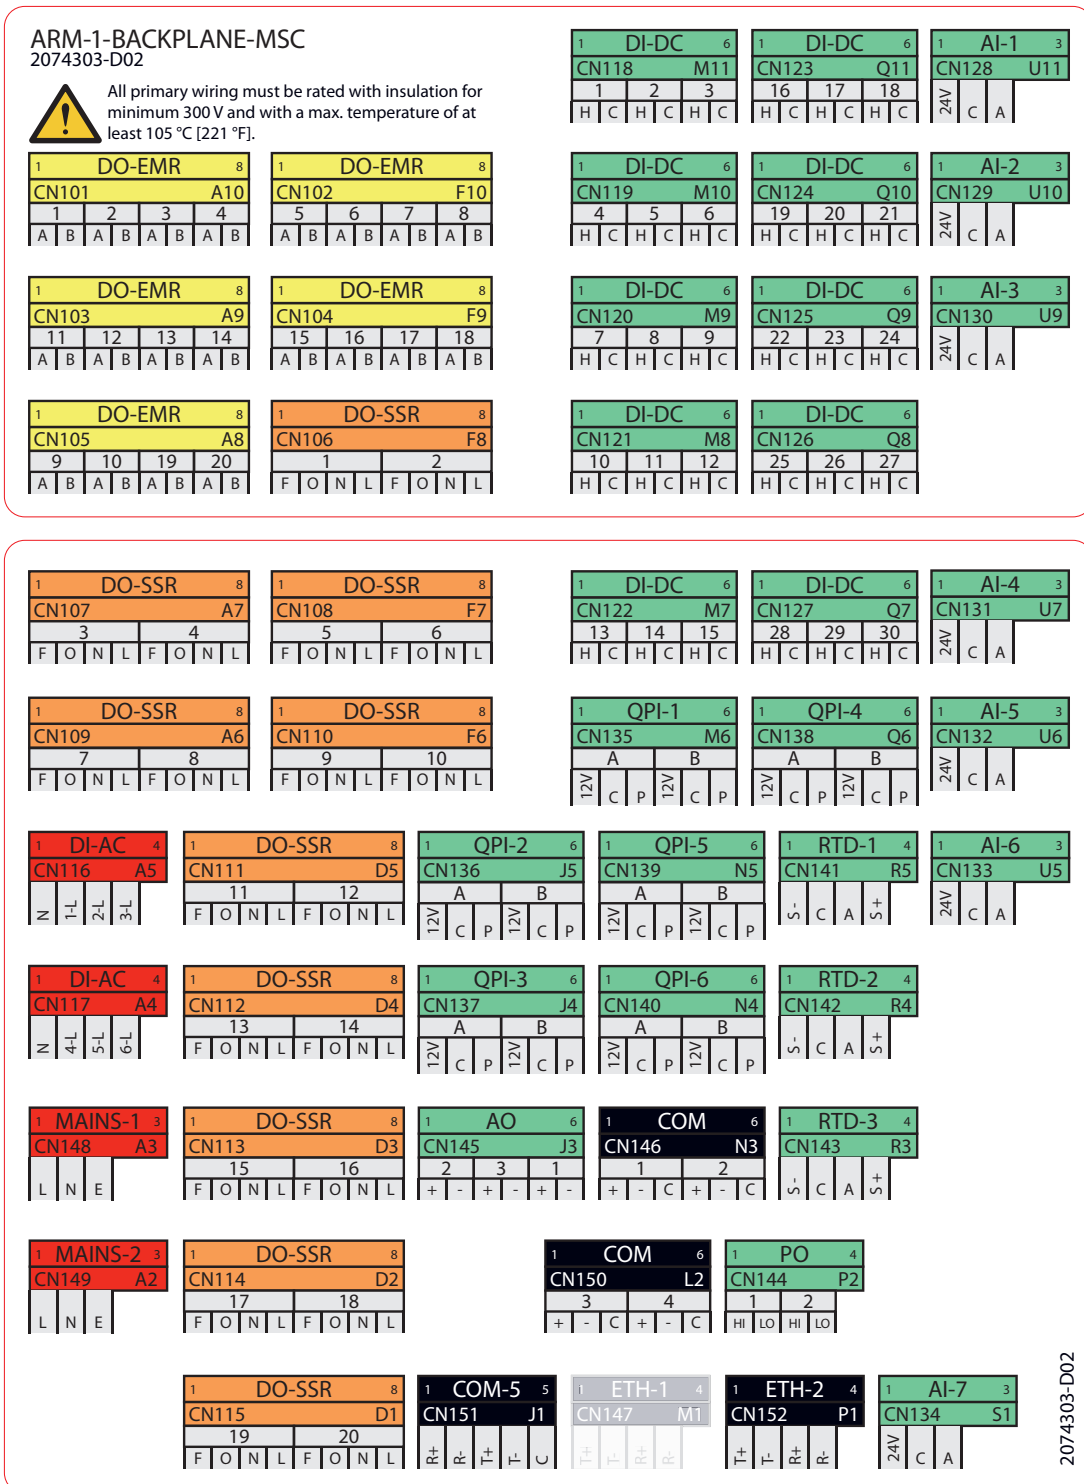 ARM-1-BACKPLANE-MSC
2074303-D02
All primary wiring must be rated with insulation for
minimum 300 V and with a max. temperature of at
least 105 °C [221 °F].
1 DI-DC 6 1 DI-DC 6 1 AI-1 3
CN118 M11 CN123 Q11 CN128 U11
1 2 3 16 17 18
H C H C H C H C H C H C 24V C A
1 DO-EMR 8 1 DO-EMR 8 1 DI-DC 6 1 DI-DC 6 1 AI-2 3
CN101 A10 CN102 F10 CN119 M10 CN124 Q10 CN129 U10
1 2 3 4 5 6 7 8 4 5 6 19 20 21
A B A B A B A B A B A B A B A B H C H C H C H C H C H C 24V C A
1 DO-EMR 8 1 DO-EMR 8 1 DI-DC 6 1 DI-DC 6 1 AI-3 3
CN103 A9 CN104 F9 CN120 M9 CN125 Q9 CN130 U9
11 12 13 14 15 16 17 18 7 8 9 22 23 24
A B A B A B A B A B A B A B A B H C H C H C H C H C H C 24V C A
1 DO-EMR 8 1 DO-SSR 8 1 DI-DC 6 1 DI-DC 6
CN105 A8 CN106 F8 CN121 M8 CN126 Q8
9 10 19 20 1 2 10 11 12 25 26 27
A B A B A B A B F O N L F O N L H C H C H C H C H C H C
1 DO-SSR 8 1 DO-SSR 8 1 DI-DC 6 1 DI-DC 6 1 AI-4 3
CN107 A7 CN108 F7 CN122 M7 CN127 Q7 CN131 U7
3 4 5 6 13 14 15 28 29 30
F O N L F O N L F O N L F O N L H C H C H C H C H C H C 24V C A
1 DO-SSR 8 1 DO-SSR 8 1 QPI-1 6 1 QPI-4 6 1 AI-5 3
CN109 A6 CN110 F6 CN135 M6 CN138 Q6 CN132 U6
7 8 9 10 A B A B
F O N L F O N L F O N L F O N L 12V C P 12V C P 12V C P 12V C P 24V C A
1 DI-AC 4 1 DO-SSR 8 1 QPI-2 6 1 QPI-5 6 1 RTD-1 4 1 AI-6 3
CN116 A5 CN111 D5 CN136 J5 CN139 N5 CN141 R5 CN133 U5
11 12 A B A B
N 1-L 2-L 3-L F O N L F O N L 12V C P 12V C P 12V C P 12V C P S- C A S+ 24V C A
1 DI-AC 4 1 DO-SSR 8 1 QPI-3 6 1 QPI-6 6 1 RTD-2 4
CN117 A4 CN112 D4 CN137 J4 CN140 N4 CN142 R4
13 14 A B A B
N 4-L 5-L 6-L F O N L F O N L 12V C P 12V C P 12V C P 12V C P S- C A S+
1 MAINS-1 3 1 DO-SSR 8 1 AO 6 1 COM 6 1 RTD-3 4
CN148 A3 CN113 D3 CN145 J3 CN146 N3 CN143 R3
15 16 2 3 1 1 2
L N E F O N L F O N L + - + - + - + - C + - C S- C A S+
1 MAINS-2 3 1 DO-SSR 8 1 COM 6 1 PO 4
CN149 A2 CN114 D2 CN150 L2 CN144 P2
17 18 3 4 1 2
L N E F O N L F O N L + - C + - C HI LO HI LO
1 DO-SSR 8 1 COM-5 5 1 ETH-1 4 1 ETH-2 4 1 AI-7 3
CN115 D1 CN151 J1 CN147 M1 CN152 P1 CN134 S1
19 20
F O N L F O N L R+ R- T+ T- C T+ T- R+ R- T+ T- R+ R- 24V C A
2074303-D02